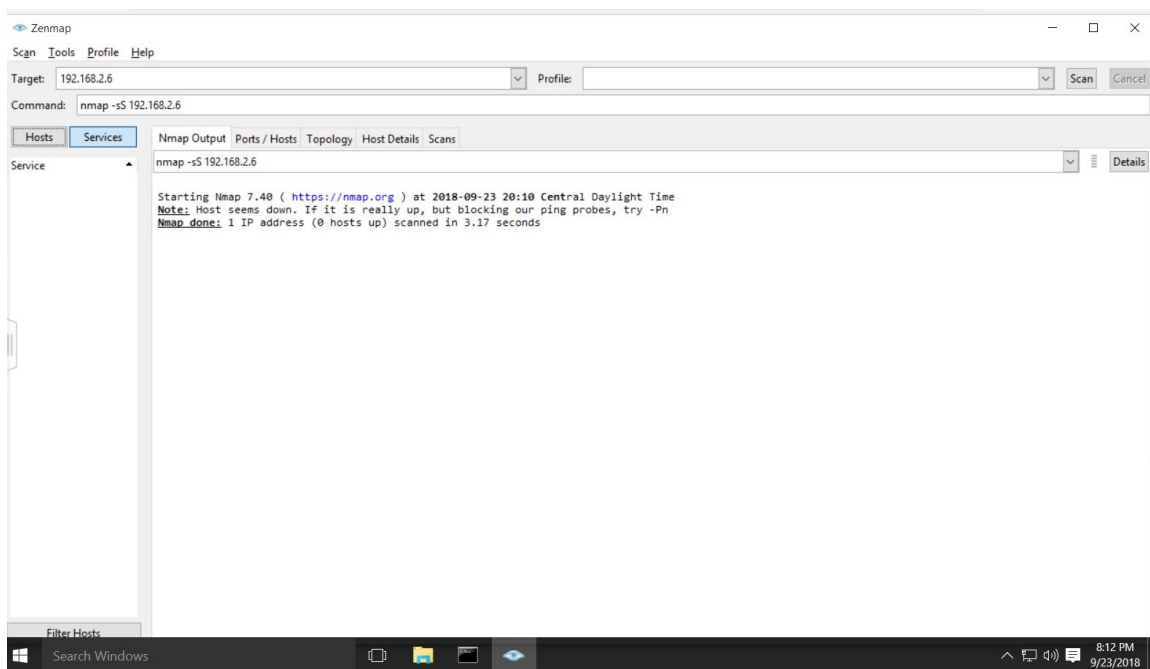 Zenmap
Scan Tools Profile Help
Target: 192.168.2.6 Profile: Scan Cancel
Command: nmap -sS 192.168.2.6
Hosts Services Nmap Output Ports / Hosts Topology Host Details Scans
Service nmap -sS 192.168.2.6 Details
Starting Nmap 7.40 ( https://nmap.org ) at 2018-09-23 20:10 Central Daylight Time
Note: Host seems down. If it is really up, but blocking our ping probes, try -Pn
Nmap done: 1 IP address (0 hosts up) scanned in 3.17 seconds
Filter Hosts
Search Windows 8:12 PM
9/23/2018